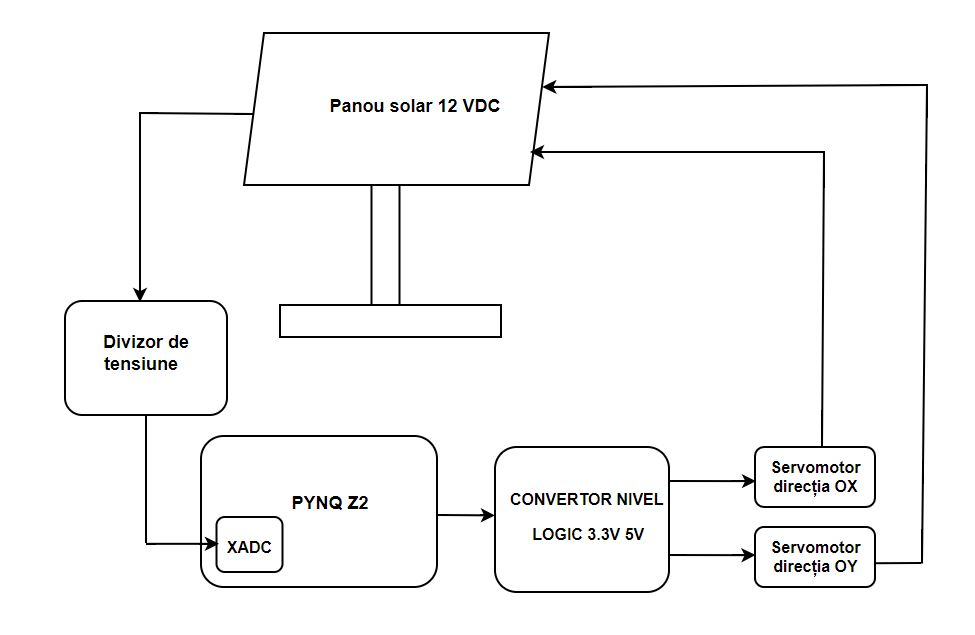 Panou solar 12 VDC
Divizor de
tensiune
PYNQ Z2
XADC
CONVERTOR NIVEL
LOGIC 3.3V 5V
Servomotor
direcția OX
Servomotor
direcția OY